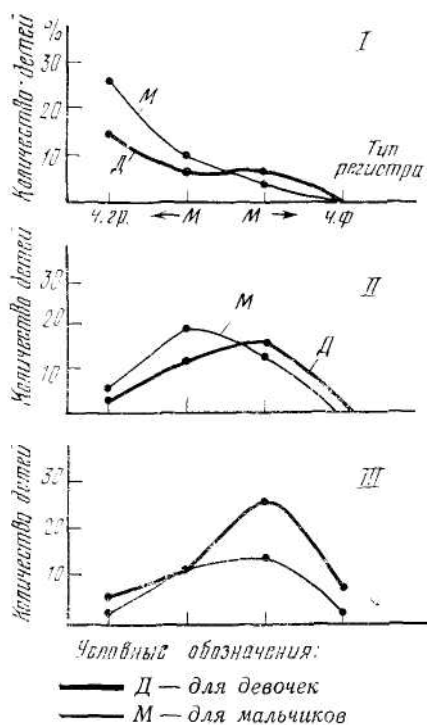 Количество детей %
30
20
10
I
М
Д
Тип
регистра
ч.гр. ←М М→ ч.ф
Количество детей
30
20
10
II
М
Д
Количество детей
30
20
10
III
Условные обозначения:
Д — для девочек
М — для мальчиков